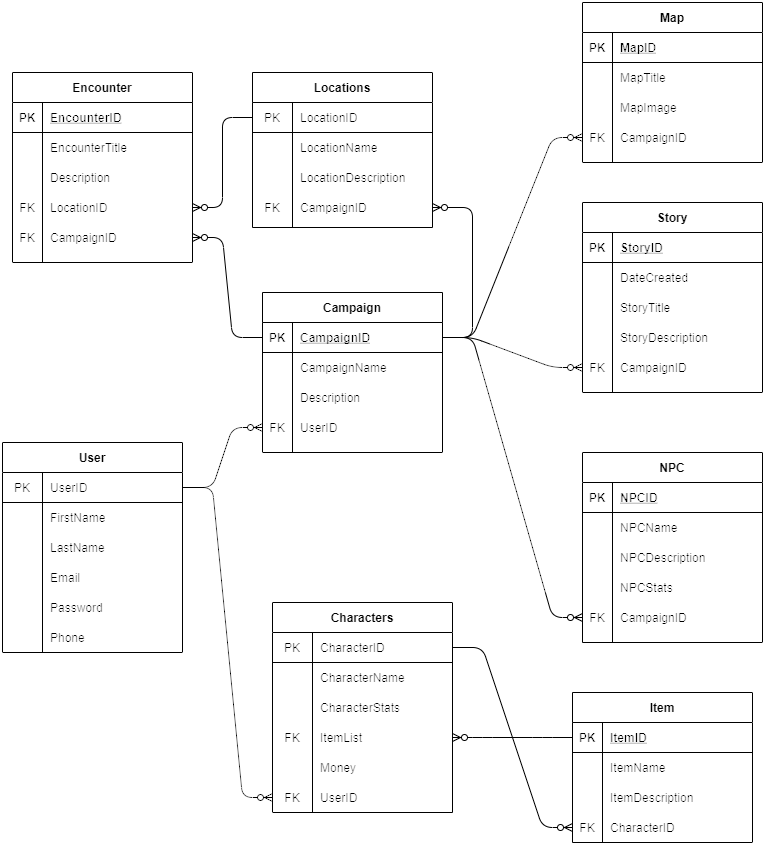 Map
PK MapID
MapTitle
MapImage
FK CampaignID
Encounter
PK EncounterID
EncounterTitle
Description
FK LocationID
FK CampaignID
Locations
PK LocationID
LocationName
LocationDescription
FK CampaignID
Story
PK StoryID
DateCreated
StoryTitle
StoryDescription
FK CampaignID
Campaign
PK CampaignID
CampaignName
Description
FK UserID
User
PK UserID
FirstName
LastName
Email
Password
Phone
NPC
PK NPCID
NPCName
NPCDescription
NPCStats
FK CampaignID
Characters
PK CharacterID
CharacterName
CharacterStats
FK ItemList
Money
FK UserID
Item
PK ItemID
ItemName
ItemDescription
FK CharacterID